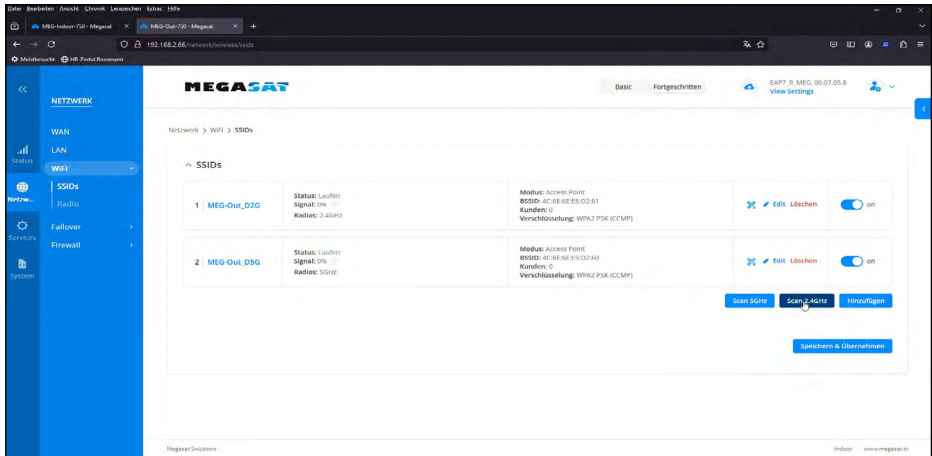 Datei Bearbeiten Ansicht Chronik Lesezeichen Extras Hilfe
MEG-Indoor-750 - Megasat
MEG-Out-750 - Megasat
192.168.2.66/network/wireless/ssids
Meistbesucht HR-Portal Rossmann
MEGASAT
Basic Fortgeschritten
EAP7_R_MEG_00.07.05.8
View Settings
NETZWERK
WAN
LAN
WiFi
SSIDs
Radio
Failover
Firewall
Status
Netzw...
Services
System
Netzwerk > WiFi > SSIDs
SSIDs
1 MEG-Out_D2G
Status: Laufen
Signal: 0%
Radios: 2.4GHz
Modus: Access Point
BSSID: 4C:6E:6E:E5:D2:61
Kunden: 0
Verschlüsselung: WPA2 PSK (CCMP)
Edit Löschen
on
2 MEG-Out_D5G
Status: Laufen
Signal: 0%
Radios: 5GHz
Modus: Access Point
BSSID: 4C:6E:6E:E5:D2:60
Kunden: 0
Verschlüsselung: WPA2 PSK (CCMP)
Edit Löschen
on
Scan 5GHz Scan 2.4GHz Hinzufügen
Speichern & Übernehmen
Megasat Solutions
Indoor www.megasat.tv